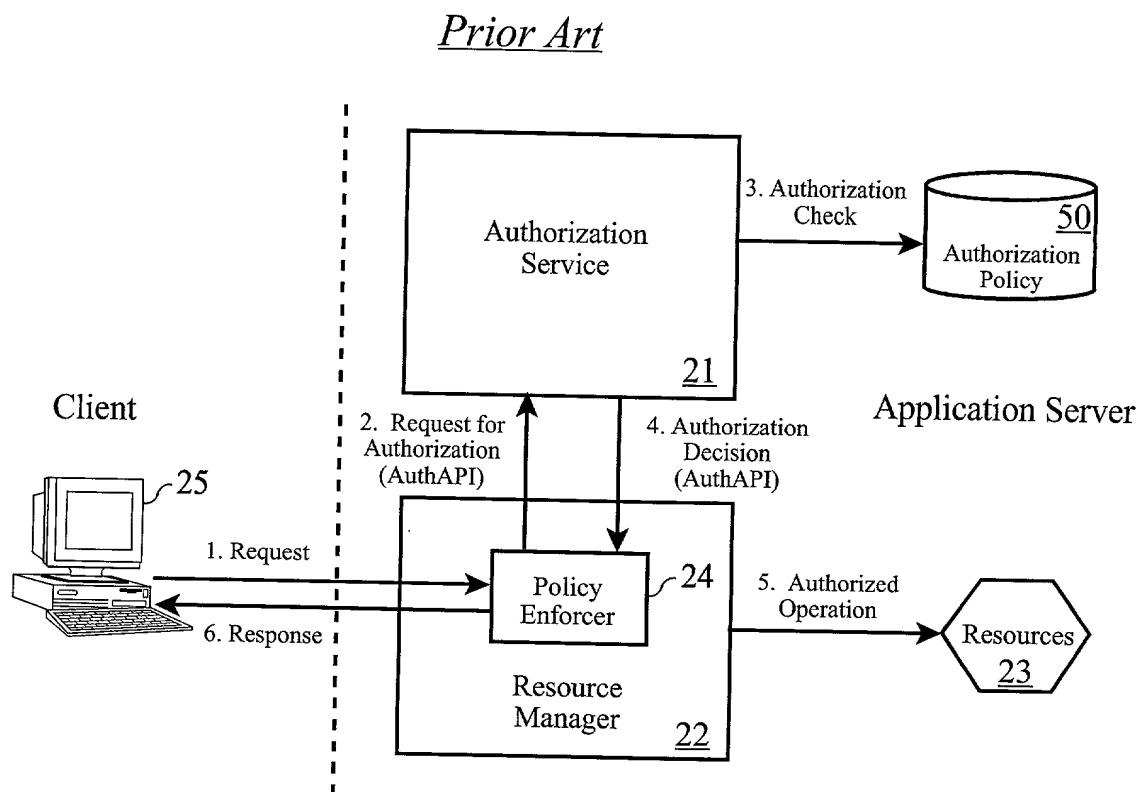 Prior Art
Authorization
Service
21
3. Authorization
Check
50
Authorization
Policy
Client
Application Server
2. Request for
Authorization
(AuthAPI)
4. Authorization
Decision
(AuthAPI)
25
1. Request
6. Response
Policy
Enforcer
24
Resource
Manager
22
5. Authorized
Operation
Resources
23